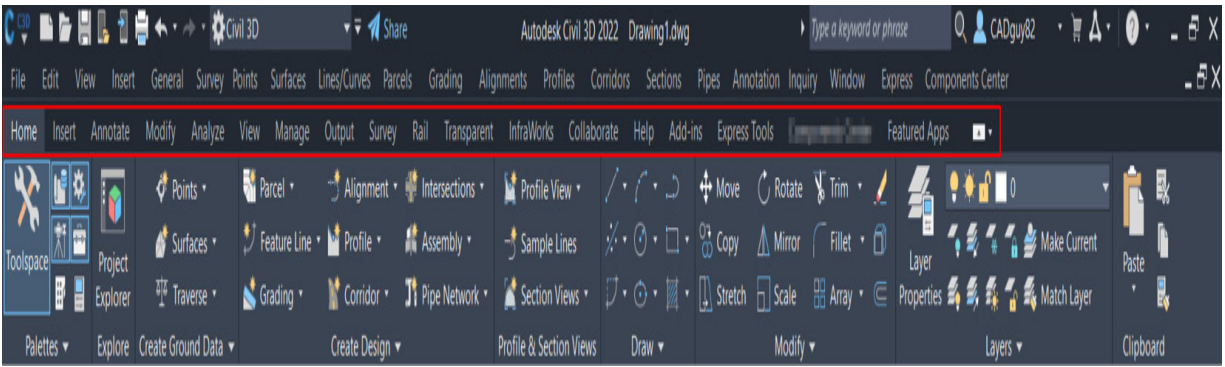 C3D Civil 3D Share Autodesk Civil 3D 2022 Drawing1.dwg Type a keyword or phrase CADguy82
File Edit View Insert General Survey Points Surfaces Lines/Curves Parcels Grading Alignments Profiles Corridors Sections Pipes Annotation Inquiry Window Express Components Center
Home Insert Annotate Modify Analyze View Manage Output Survey Rail Transparent InfraWorks Collaborate Help Add-ins Express Tools Featured Apps
Points Parcel Alignment Intersections Profile View Move Rotate Trim 0
Surfaces Feature Line Profile Assembly Sample Lines Copy Mirror Fillet Make Current
Toolspace Project Explorer Traverse Grading Corridor Pipe Network Section Views Stretch Scale Array Layer Properties Match Layer Paste
Palettes Explore Create Ground Data Create Design Profile & Section Views Draw Modify Layers Clipboard